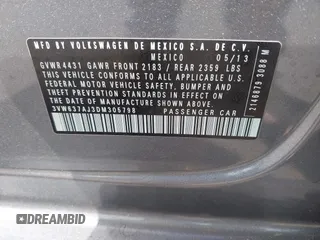 MFD BY VOLKSWAGEN DE MEXICO S.A. DE C.V.
MEXICO 05/13
GVWR 4431 GAWR FRONT 2183 / REAR 2359 LBS
THIS VEHICLE CONFORMS TO ALL APPLICABLE U.S.
FEDERAL MOTOR VEHICLE SAFETY, BUMPER, AND
THEFT PREVENTION STANDARDS IN EFFECT ON THE
DATE OF MANUFACTURE SHOWN ABOVE.
3VW637AJ3DM305798 PASSENGER CAR
2146879 3088 M
DREAMBID